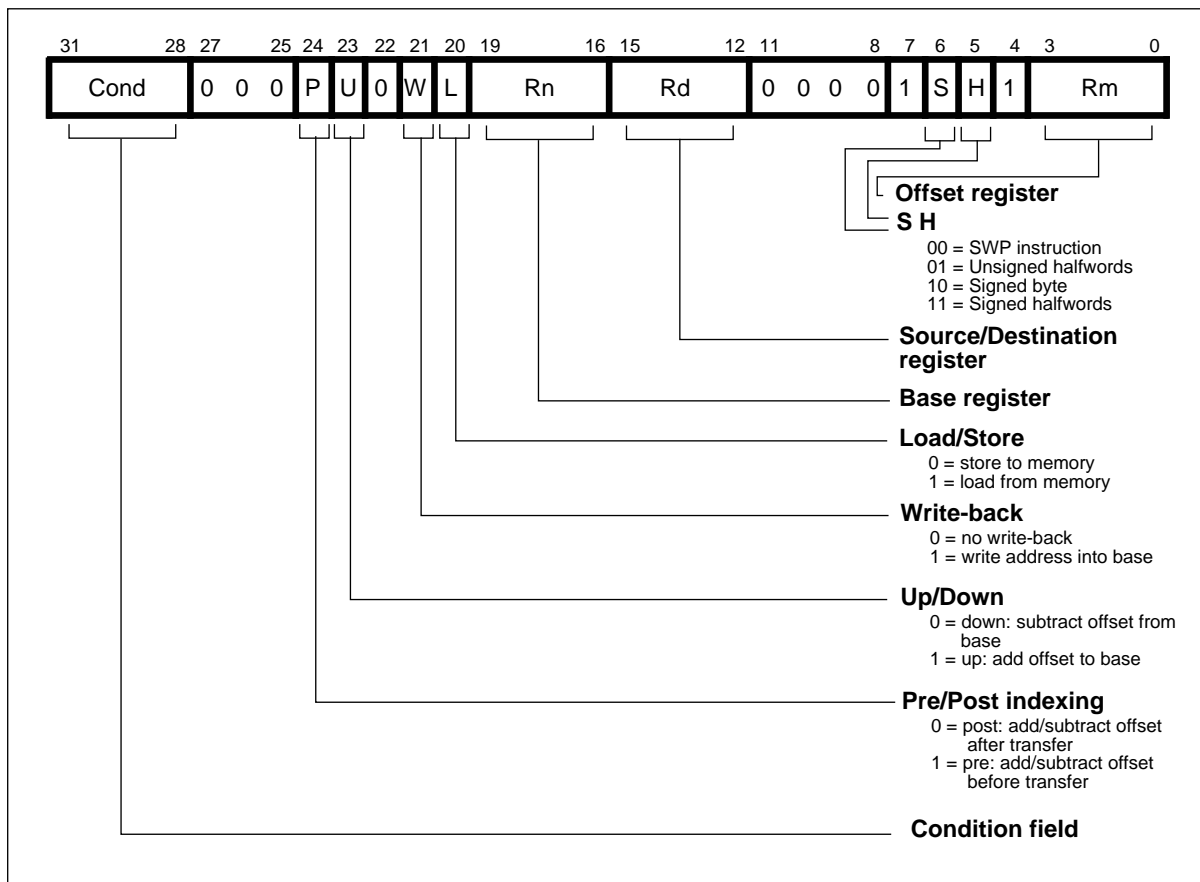 31 28 27 25 24 23 22 21 20 19 16 15 12 11 8 7 6 5 4 3 0
Cond 0 0 0 P U 0 W L Rn Rd 0 0 0 0 1 S H 1 Rm
Offset register
S H
00 = SWP instruction
01 = Unsigned halfwords
10 = Signed byte
11 = Signed halfwords
Source/Destination
register
Base register
Load/Store
0 = store to memory
1 = load from memory
Write-back
0 = no write-back
1 = write address into base
Up/Down
0 = down: subtract offset from
base
1 = up: add offset to base
Pre/Post indexing
0 = post: add/subtract offset
after transfer
1 = pre: add/subtract offset
before transfer
Condition field